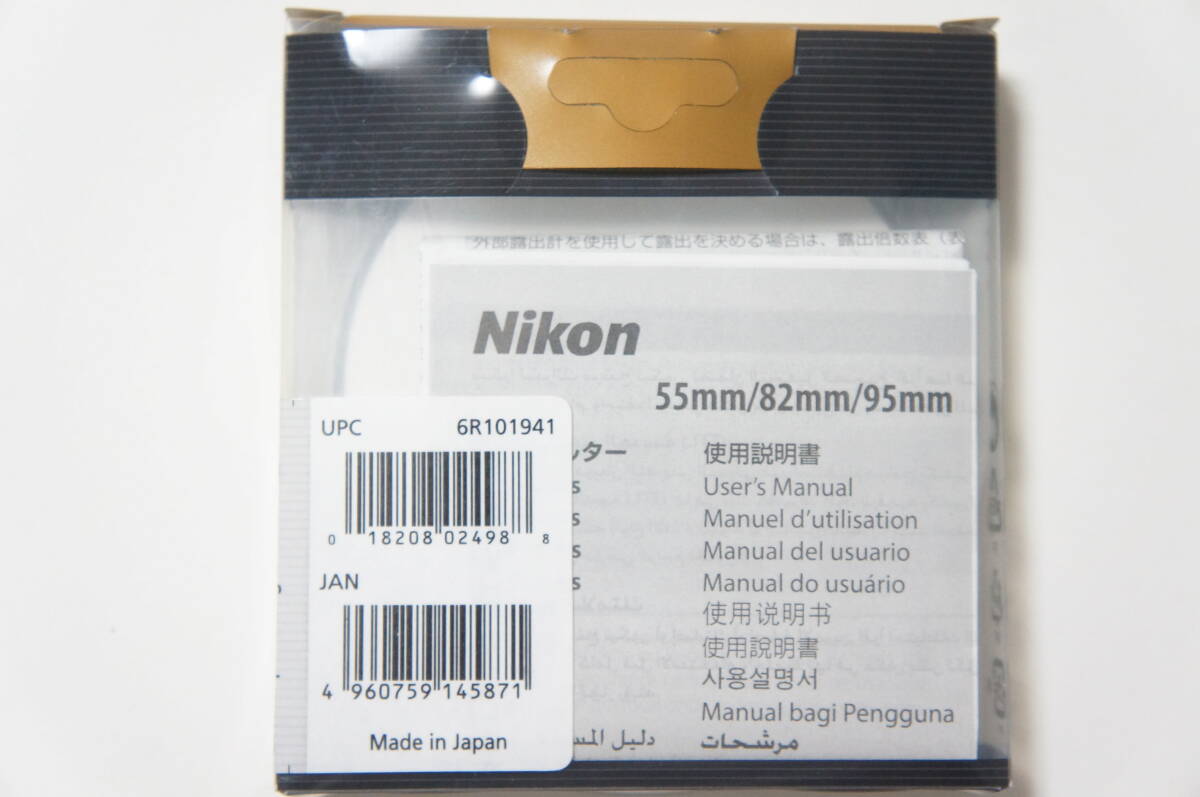 外部露出計を使用して露出を決める場合は、露出倍数表（表
Nikon
55mm/82mm/95mm
ルター 使用説明書
s User's Manual
s Manuel d'utilisation
s Manual del usuario
s Manual do usuário
使用说明书
使用說明書
사용설명서
Manual bagi Pengguna
مرشحات دليل المس
UPC 6R101941
0 18208 02498 8
JAN
4 960759 145871
Made in Japan